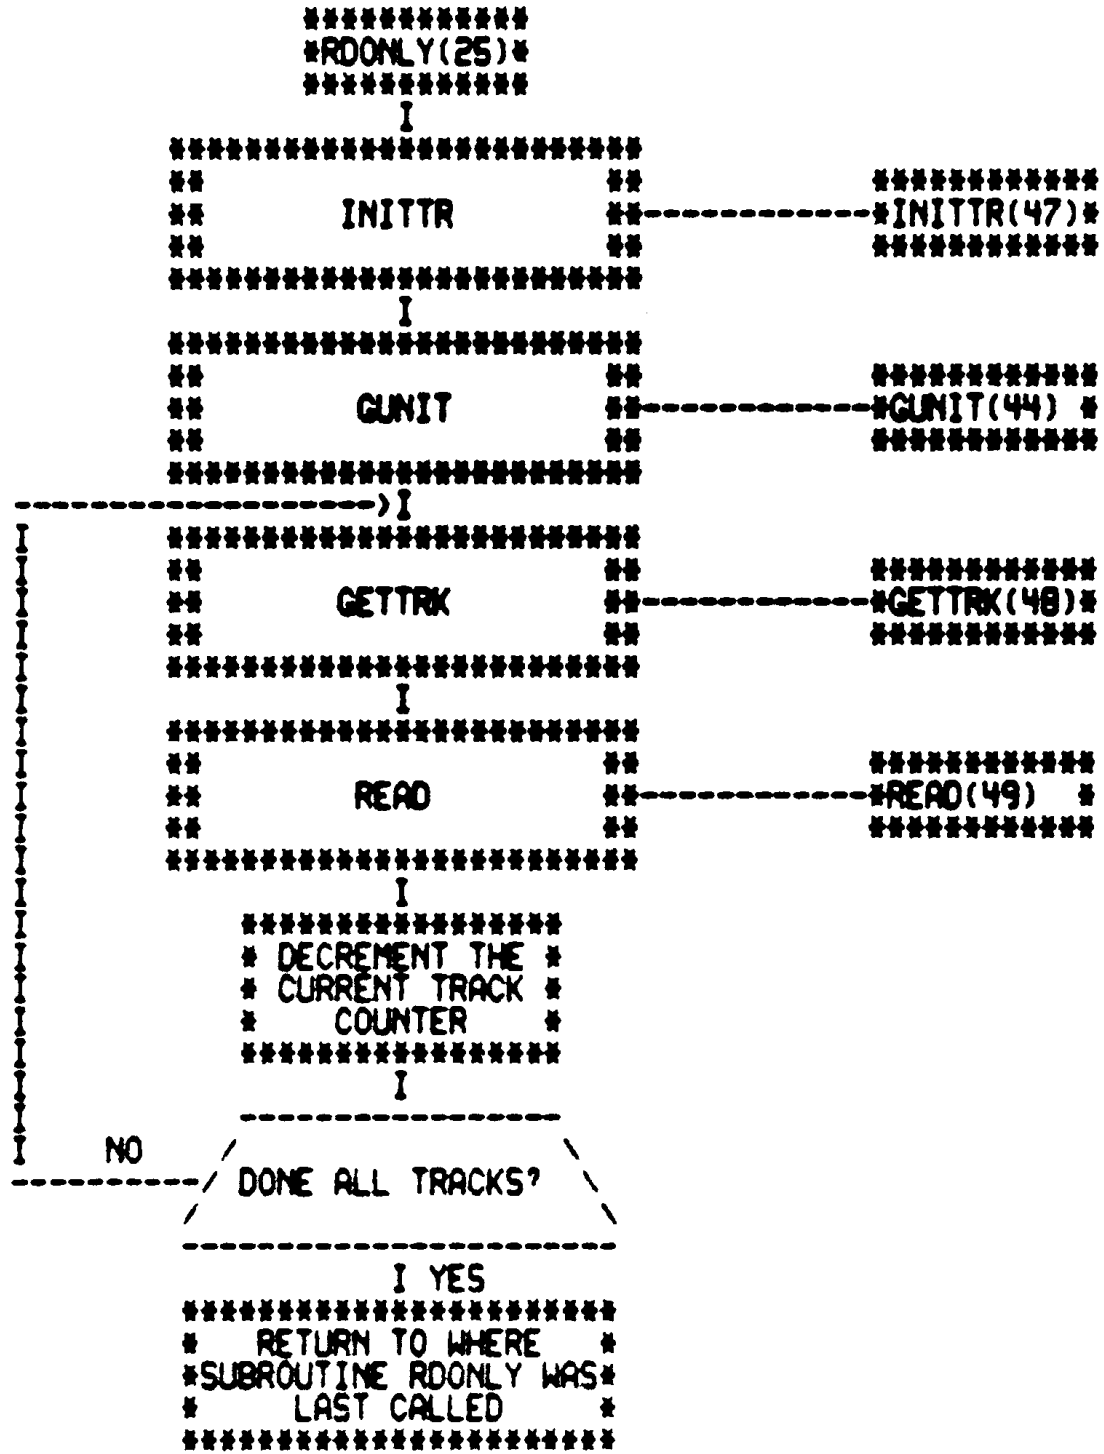 *RDONLY(25)*
INITTR
*INITTR(47)*
GUNIT
*GUNIT(44) *
GETTRK
*GETTRK(48)*
READ
*READ(49) *
* DECREMENT THE *
* CURRENT TRACK *
* COUNTER *
NO
DONE ALL TRACKS?
I YES
* RETURN TO WHERE *
*SUBROUTINE RDONLY WAS*
* LAST CALLED *